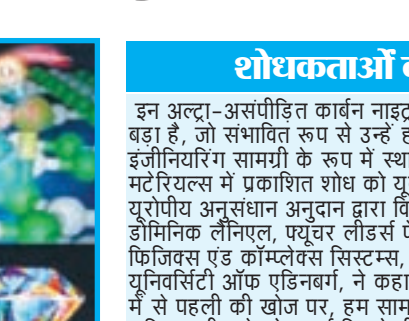 शोधकताओं
इन अल्ट्रा-असंपीड़ित कार्बन नाइट्र
बड़ा है, जो संभावित रूप से उन्हें ह
इंजीनियरिंग सामग्री के रूप में स्था
मटेरियल्स में प्रकाशित शोध को यू
यूरोपीय अनुसंधान अनुदान द्वारा वि
डोमिनिक लैनिएल, फ्यूचर लीडर्स फे
फिजिक्स एंड कॉम्प्लेक्स सिस्टम्स,
यूनिवर्सिटी ऑफ एडिनबर्ग, ने कहा
में से पहली की खोज पर, हम साम